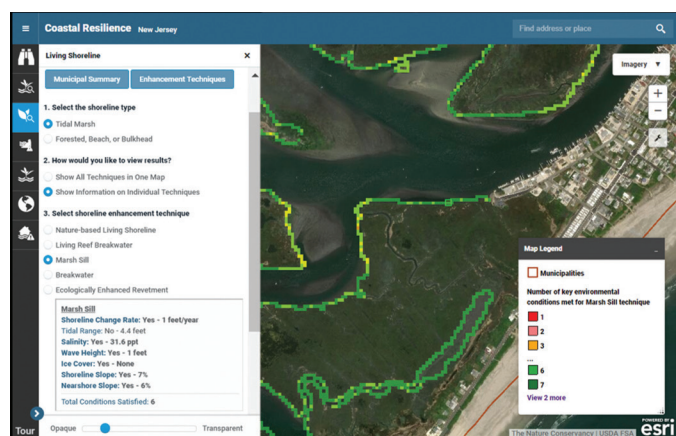 Coastal Resilience New Jersey
Find address or place
Living Shoreline
×
Municipal Summary
Enhancement Techniques
1. Select the shoreline type
Tidal Marsh
Forested, Beach, or Bulkhead
2. How would you like to view results?
Show All Techniques in One Map
Show Information on Individual Techniques
3. Select shoreline enhancement technique
Nature-based Living Shoreline
Living Reef Breakwater
Marsh Sill
Breakwater
Ecologically Enhanced Revetment
Marsh Sill
Shoreline Change Rate: Yes - 1 feet/year
Tidal Range: No - 4.4 feet
Salinity: Yes - 31.6 ppt
Wave Height: Yes - 1 feet
Ice Cover: Yes - None
Shoreline Slope: Yes - 7%
Nearshore Slope: Yes - 6%
Total Conditions Satisfied: 6
Opaque
Transparent
Tour
Imagery ▼
+
−
Map Legend
Municipalities
Number of key environmental
conditions met for Marsh Sill technique
1
2
3
...
6
7
View 2 more
The Nature Conservancy | USDA FSA
POWERED BY
esri